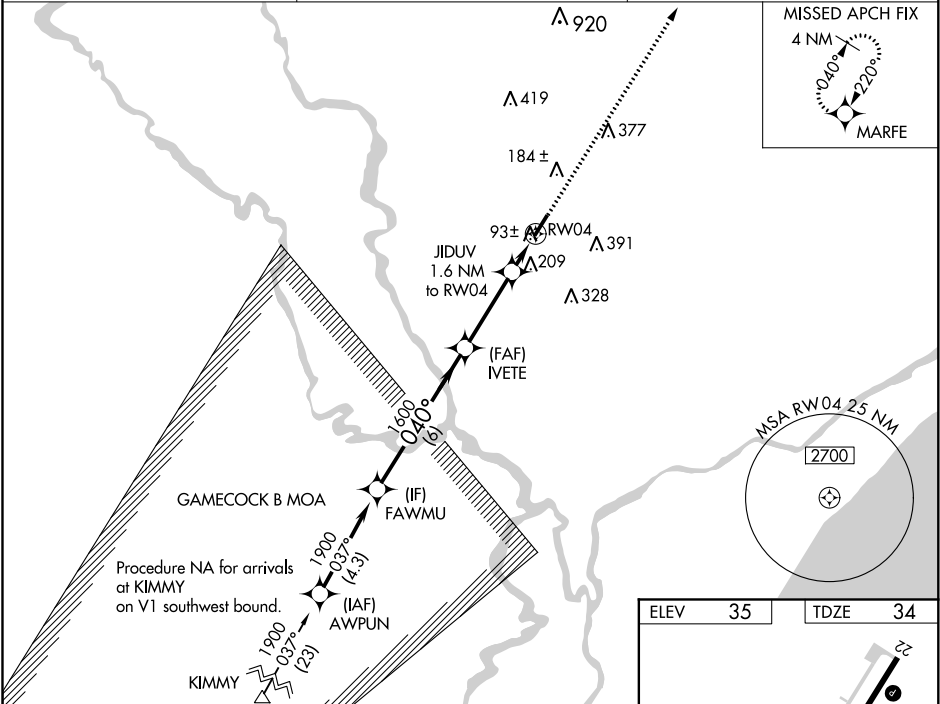 920
419
377
184 ±
93± RW04
391
209
328
JIDUV
1.6 NM
to RW04
(FAF)
IVETE
1600
040°
(6)
GAMECOCK B MOA
(IF)
FAWMU
1900
037°
(4.3)
Procedure NA for arrivals
at KIMMY
on V1 southwest bound.
(IAF)
AWPUN
1900
037°
(23)
KIMMY
MISSED APCH FIX
4 NM
040°
220°
MARFE
MSA RW04 25 NM
2700
ELEV 35
TDZE 34
22
P